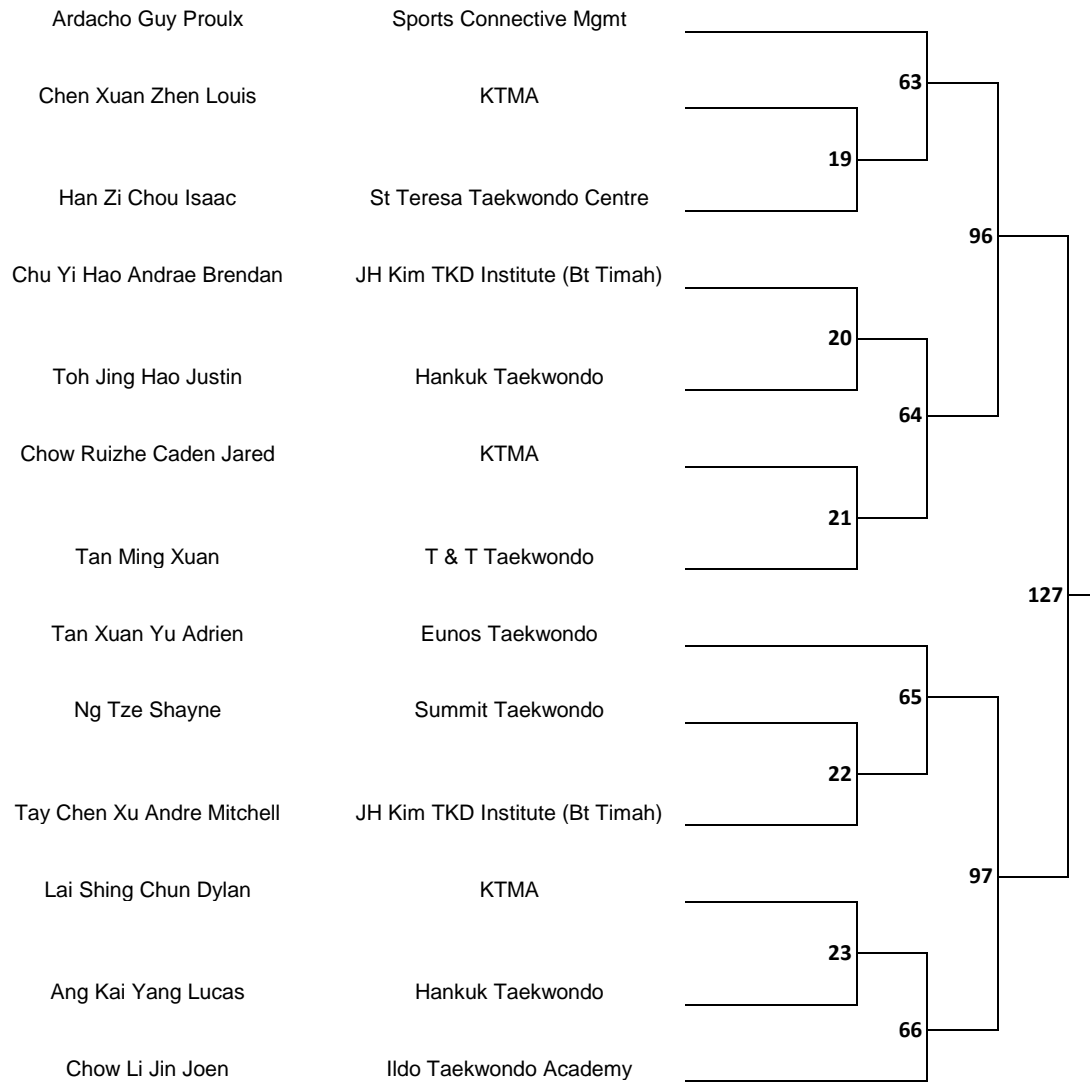 Ardacho Guy Proulx Sports Connective Mgmt
63
Chen Xuan Zhen Louis KTMA
19
Han Zi Chou Isaac St Teresa Taekwondo Centre
96
Chu Yi Hao Andrae Brendan JH Kim TKD Institute (Bt Timah)
20
Toh Jing Hao Justin Hankuk Taekwondo
64
Chow Ruizhe Caden Jared KTMA
21
Tan Ming Xuan T & T Taekwondo
127
Tan Xuan Yu Adrien Eunos Taekwondo
65
Ng Tze Shayne Summit Taekwondo
22
Tay Chen Xu Andre Mitchell JH Kim TKD Institute (Bt Timah)
97
Lai Shing Chun Dylan KTMA
23
Ang Kai Yang Lucas Hankuk Taekwondo
66
Chow Li Jin Joen Ildo Taekwondo Academy